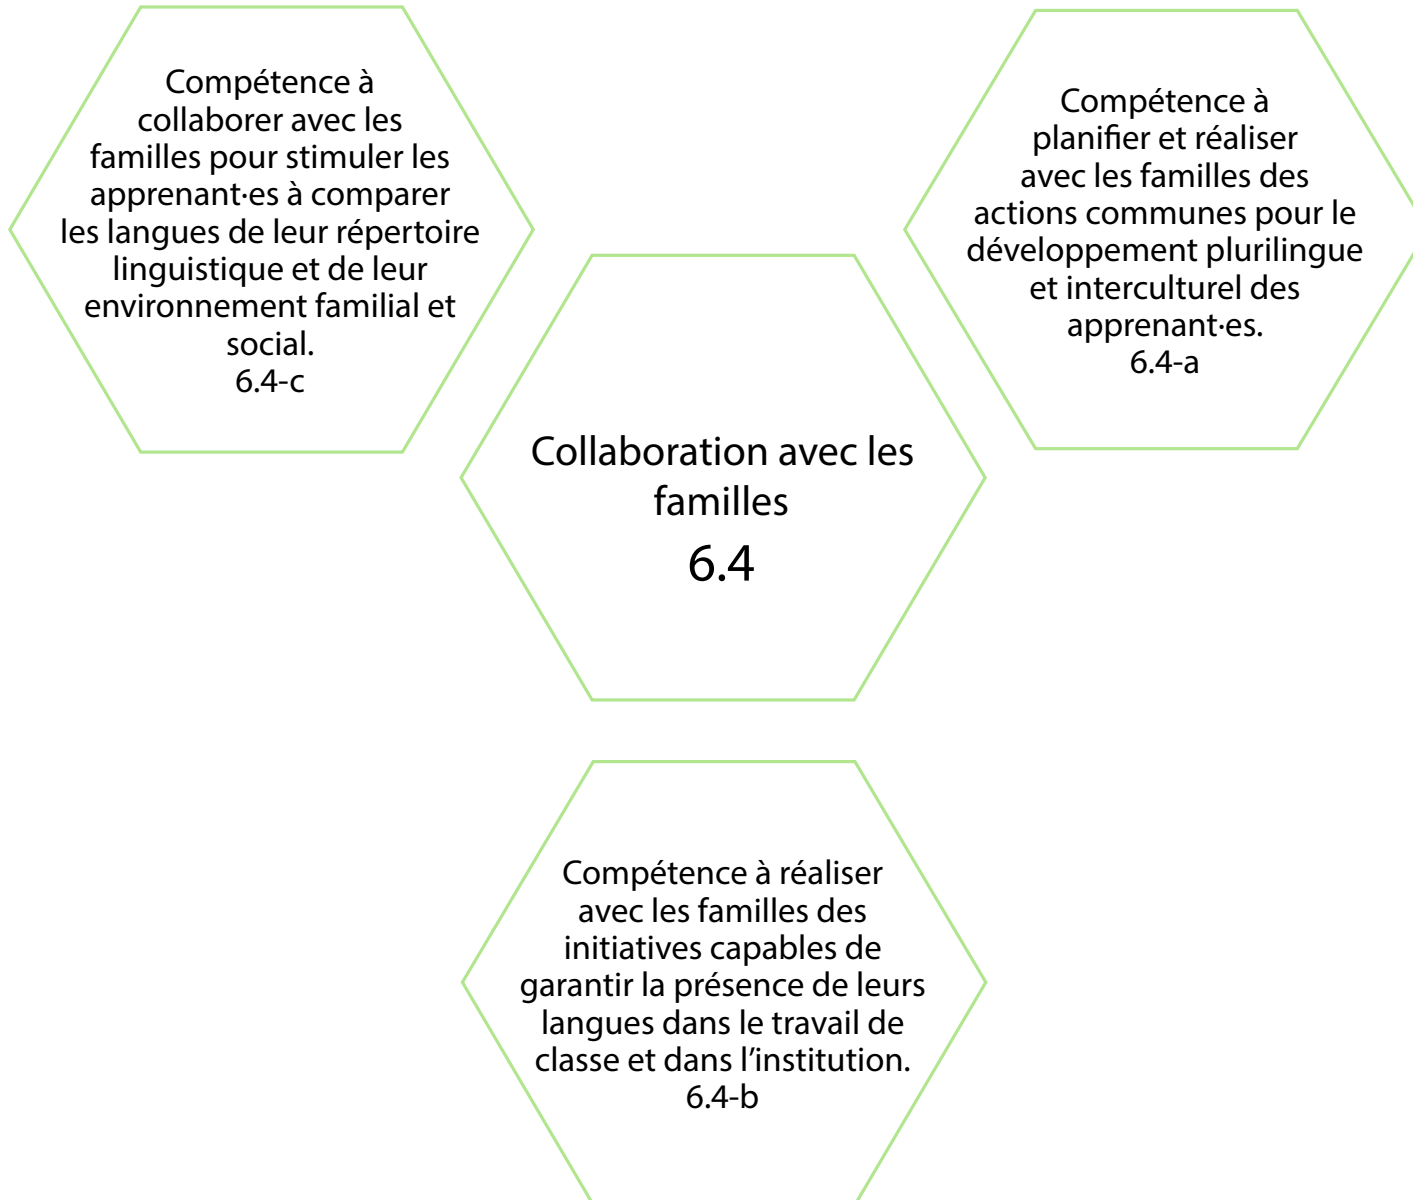 Compétence à
collaborer avec les
familles pour stimuler les
apprenant·es à comparer
les langues de leur répertoire
linguistique et de leur
environnement familial et
social.
6.4-c
Compétence à
planifier et réaliser
avec les familles des
actions communes pour le
développement plurilingue
et interculturel des
apprenant·es.
6.4-a
Collaboration avec les
familles
6.4
Compétence à réaliser
avec les familles des
initiatives capables de
garantir la présence de leurs
langues dans le travail de
classe et dans l’institution.
6.4-b